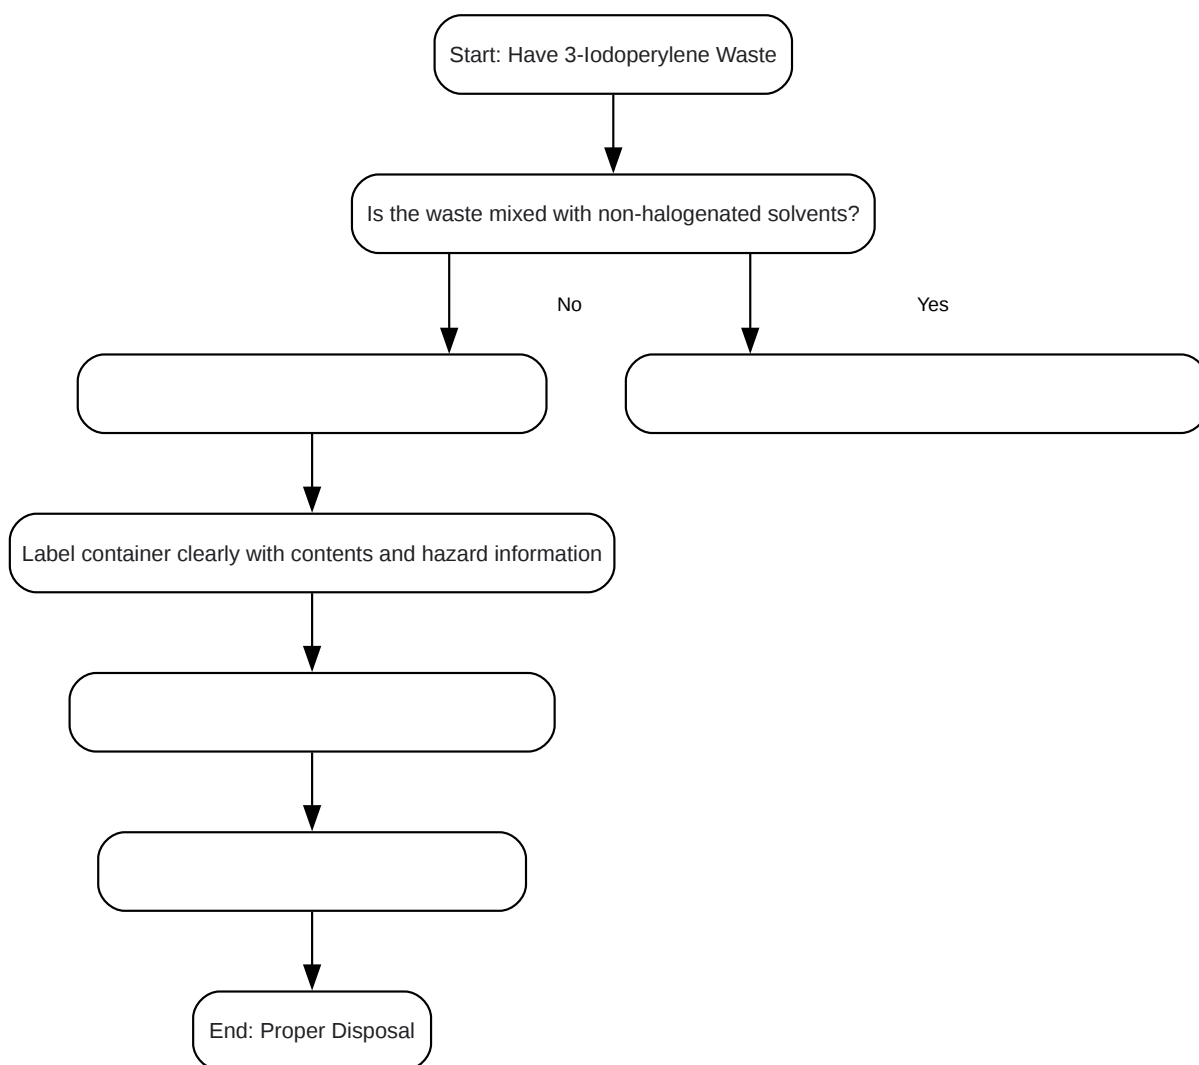 Start: Have 3-Iodoperylene Waste
Is the waste mixed with non-halogenated solvents?
No
Yes
Label container clearly with contents and hazard information
End: Proper Disposal